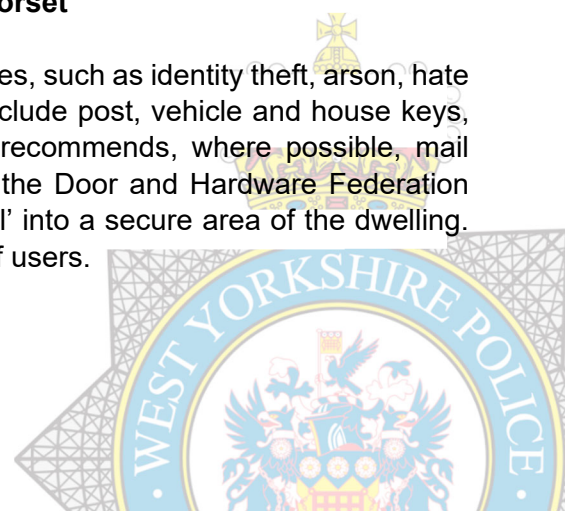 orset
es, such as identity theft, arson, hate
clude post, vehicle and house keys,
recommends, where possible, mail
the Door and Hardware Federation
l’ into a secure area of the dwelling.
f users.
WEST YORKSHIRE POLICE